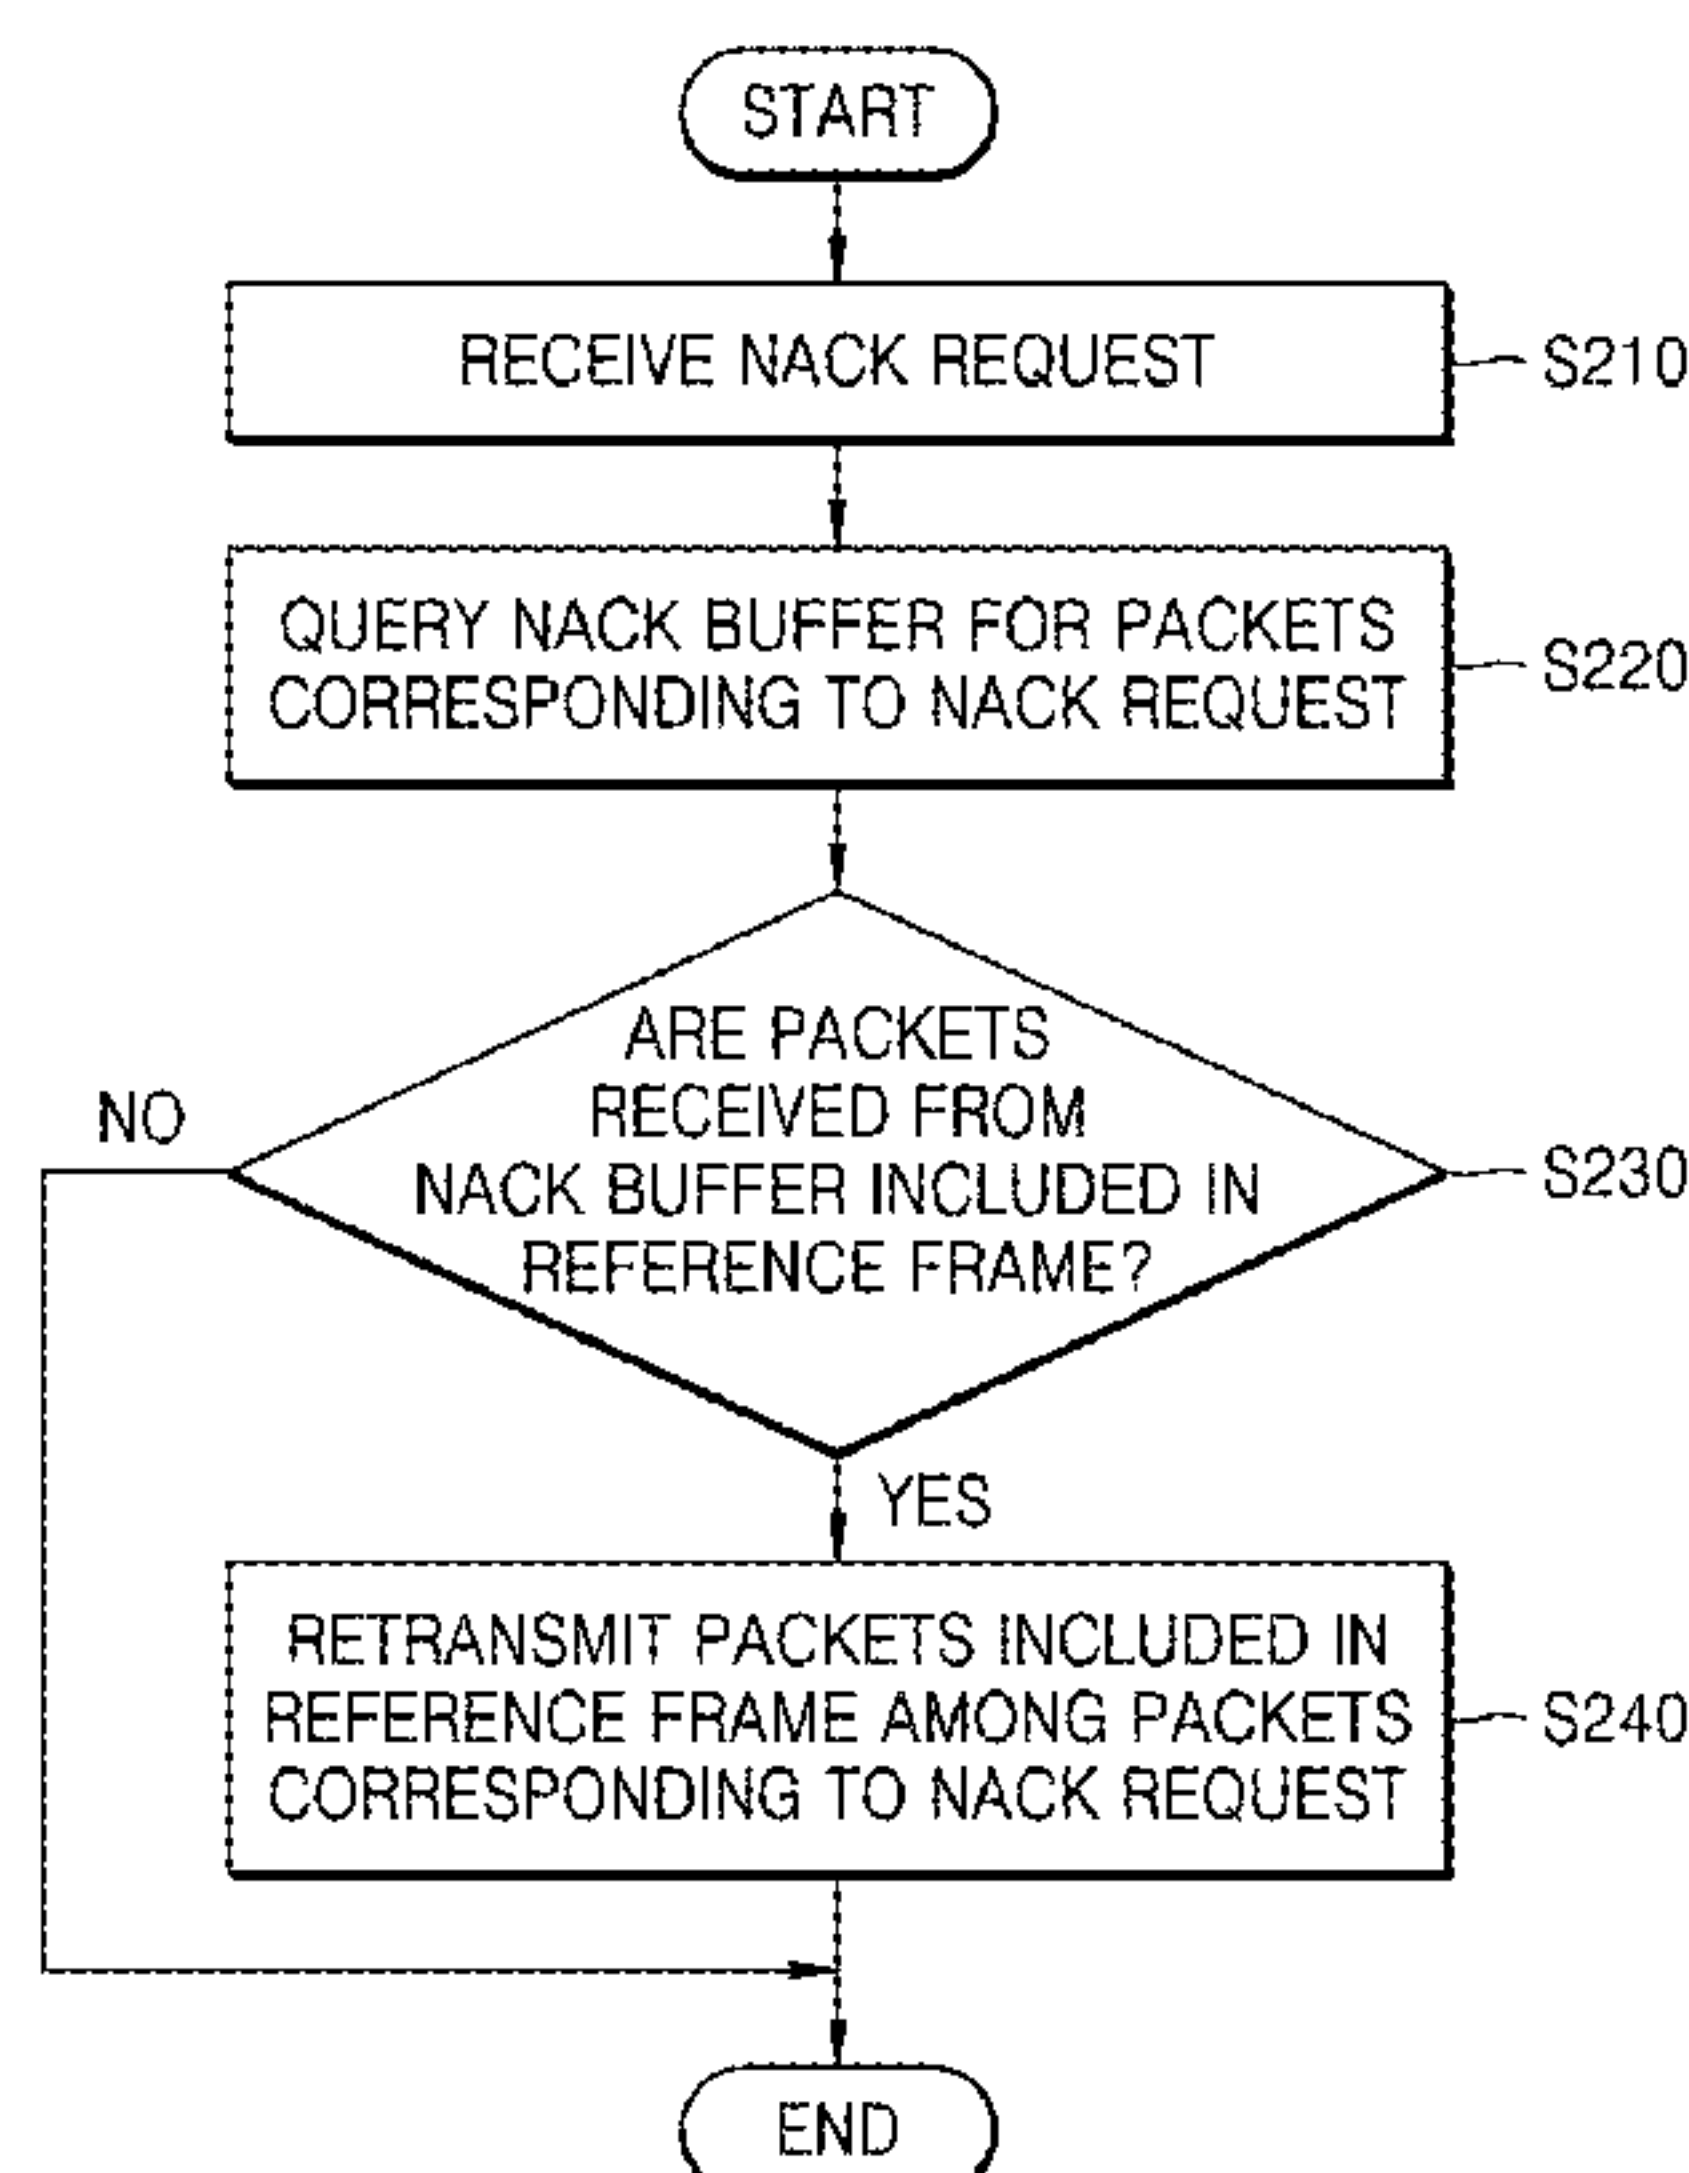 START
RECEIVE NACK REQUEST
S210
QUERY NACK BUFFER FOR PACKETS
CORRESPONDING TO NACK REQUEST
S220
ARE PACKETS
RECEIVED FROM
NACK BUFFER INCLUDED IN
REFERENCE FRAME?
S230
NO
YES
RETRANSMIT PACKETS INCLUDED IN
REFERENCE FRAME AMONG PACKETS
CORRESPONDING TO NACK REQUEST
S240
END